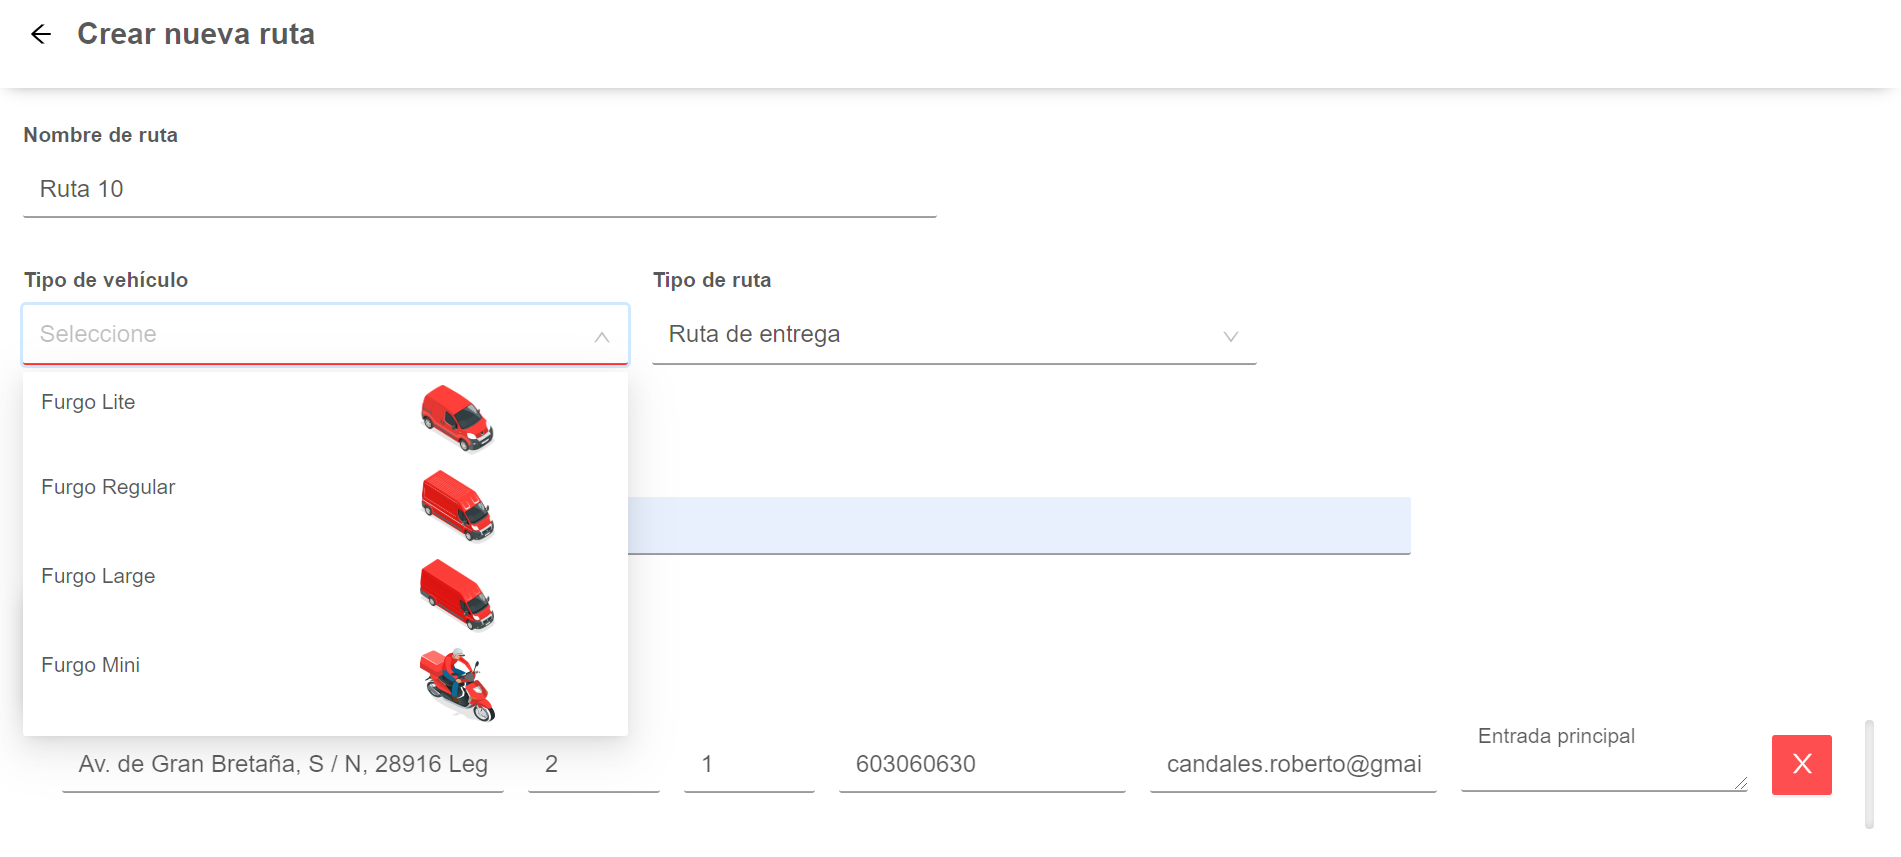 Crear nueva ruta
Nombre de ruta
Ruta 10
Tipo de vehículo
Tipo de ruta
Seleccione
Ruta de entrega
Furgo Lite
Furgo Regular
Furgo Large
Furgo Mini
Entrada principal
Av. de Gran Bretaña, S / N, 28916 Leg
2
1
603060630
candales.roberto@gmai
X